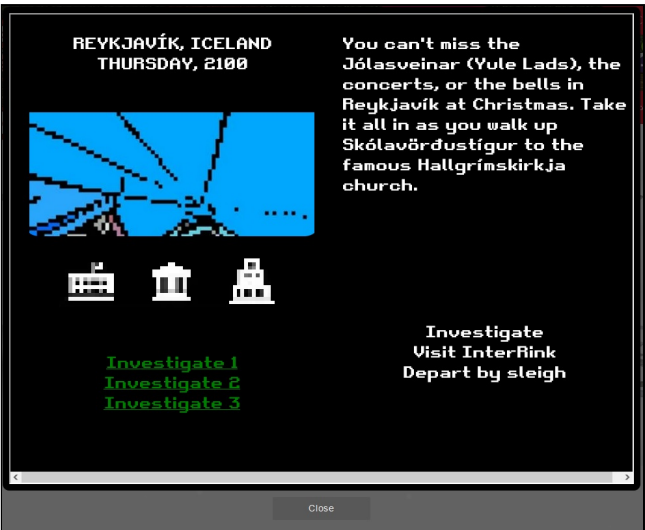 REYKJAVÍK, ICELAND
THURSDAY, 2100
You can't miss the
Jólasveinar (Yule Lads), the
concerts, or the bells in
Reykjavík at Christmas. Take
it all in as you walk up
Skólavörðustígur to the
famous Hallgrímskirkja
church.
Investigate 1
Investigate 2
Investigate 3
Investigate
Visit InterRink
Depart by sleigh
Close